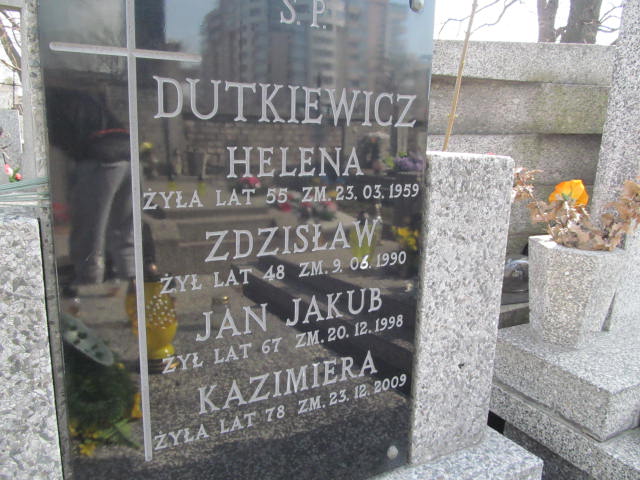 Ś. P.
DUTKIEWICZ
HELENA
ŻYŁA LAT 55 ZM. 23.03.1959
ZDZISŁAW
ŻYŁ LAT 48 ZM. 9.06.1990
JAN JAKUB
ŻYŁ LAT 67 ZM. 20.12.1998
KAZIMIERA
ŻYŁA LAT 78 ZM. 23.12.2009